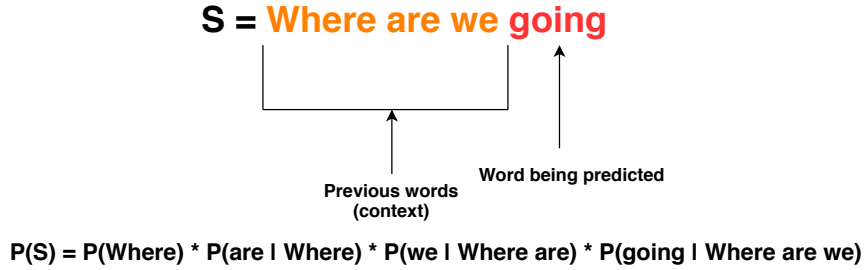 S = Where are we going
Word being predicted
Previous words
(context)
P(S) = P(Where) * P(are | Where) * P(we | Where are) * P(going | Where are we)